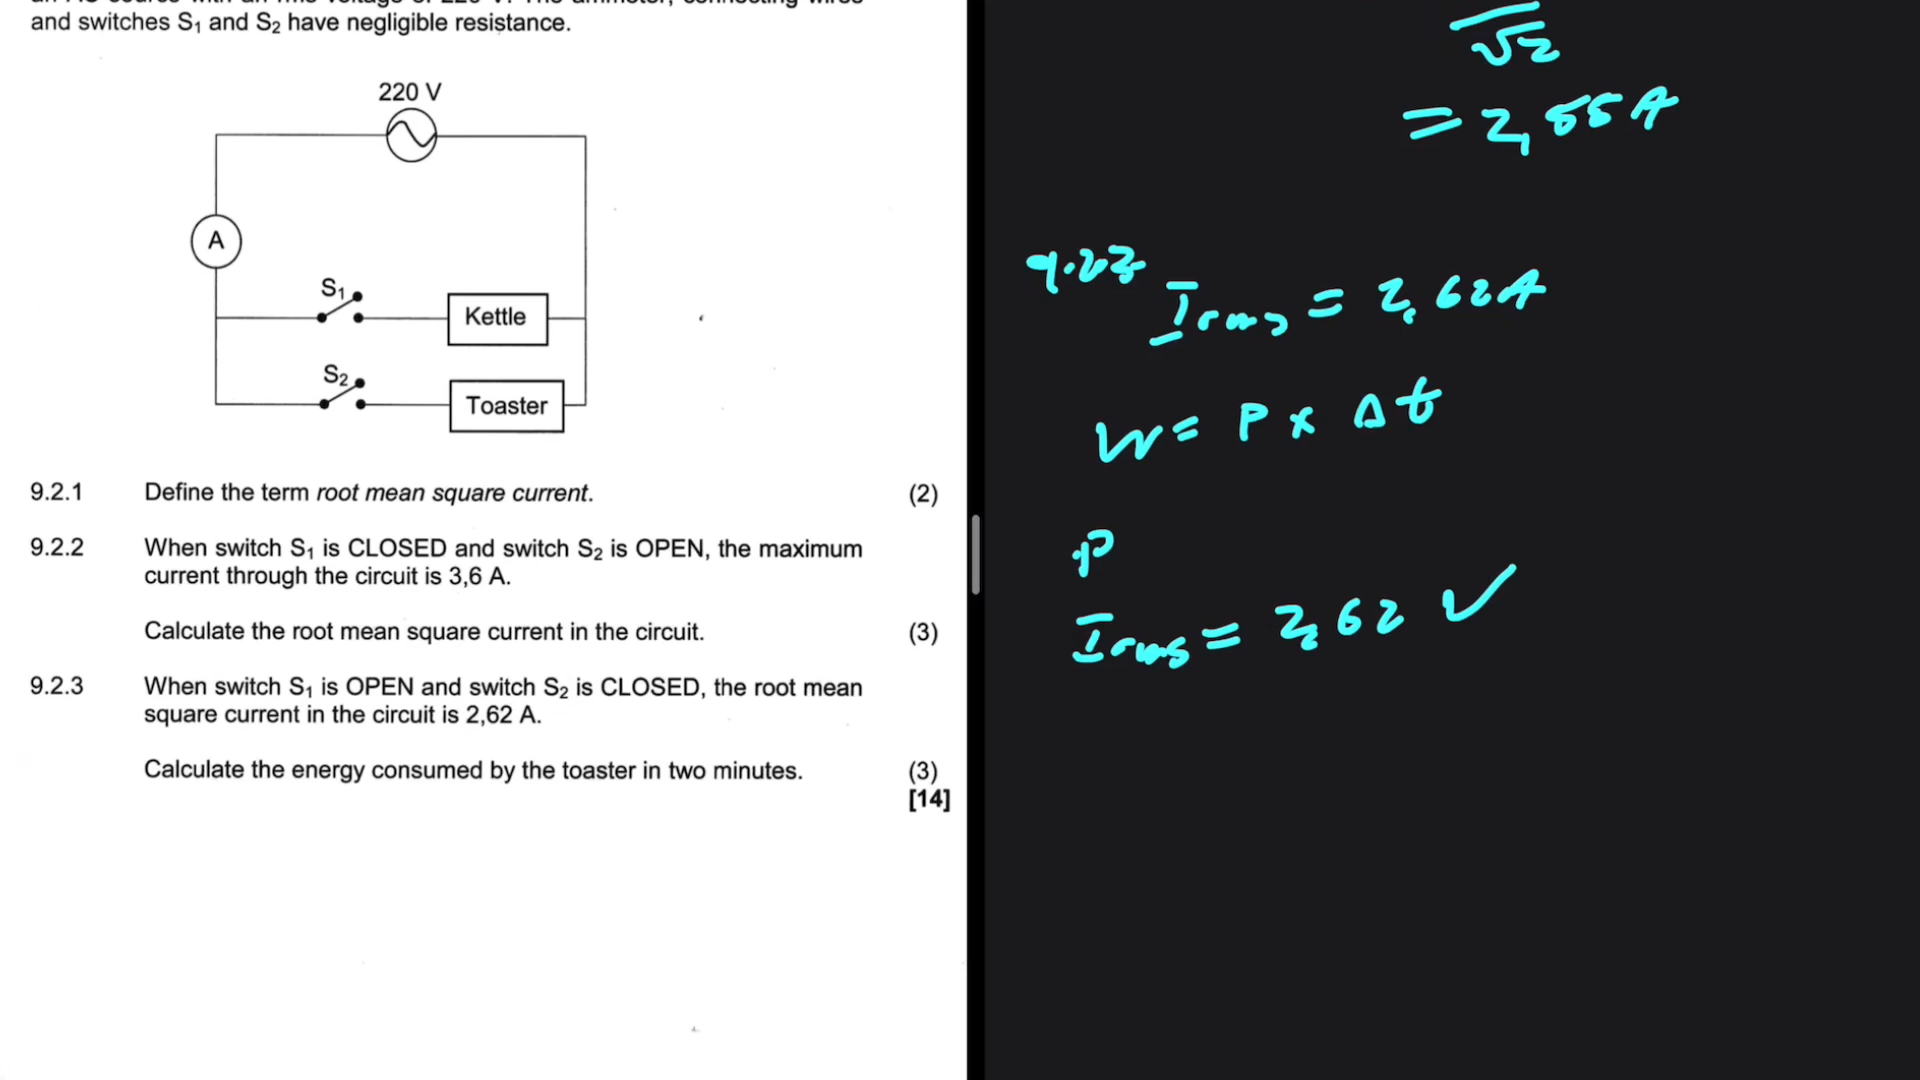 and switches S₁ and S₂ have negligible resistance.
220 V
A
S₁
Kettle
S₂
Toaster
9.2.1 Define the term root mean square current. (2)
9.2.2 When switch S₁ is CLOSED and switch S₂ is OPEN, the maximum
current through the circuit is 3,6 A.
Calculate the root mean square current in the circuit. (3)
9.2.3 When switch S₁ is OPEN and switch S₂ is CLOSED, the root mean
square current in the circuit is 2,62 A.
Calculate the energy consumed by the toaster in two minutes. (3)
[14]
√2
= 2,55 A
9.2.3
Irms = 2,62A
W = P × Δt
P
Irms = 2,62 ✓